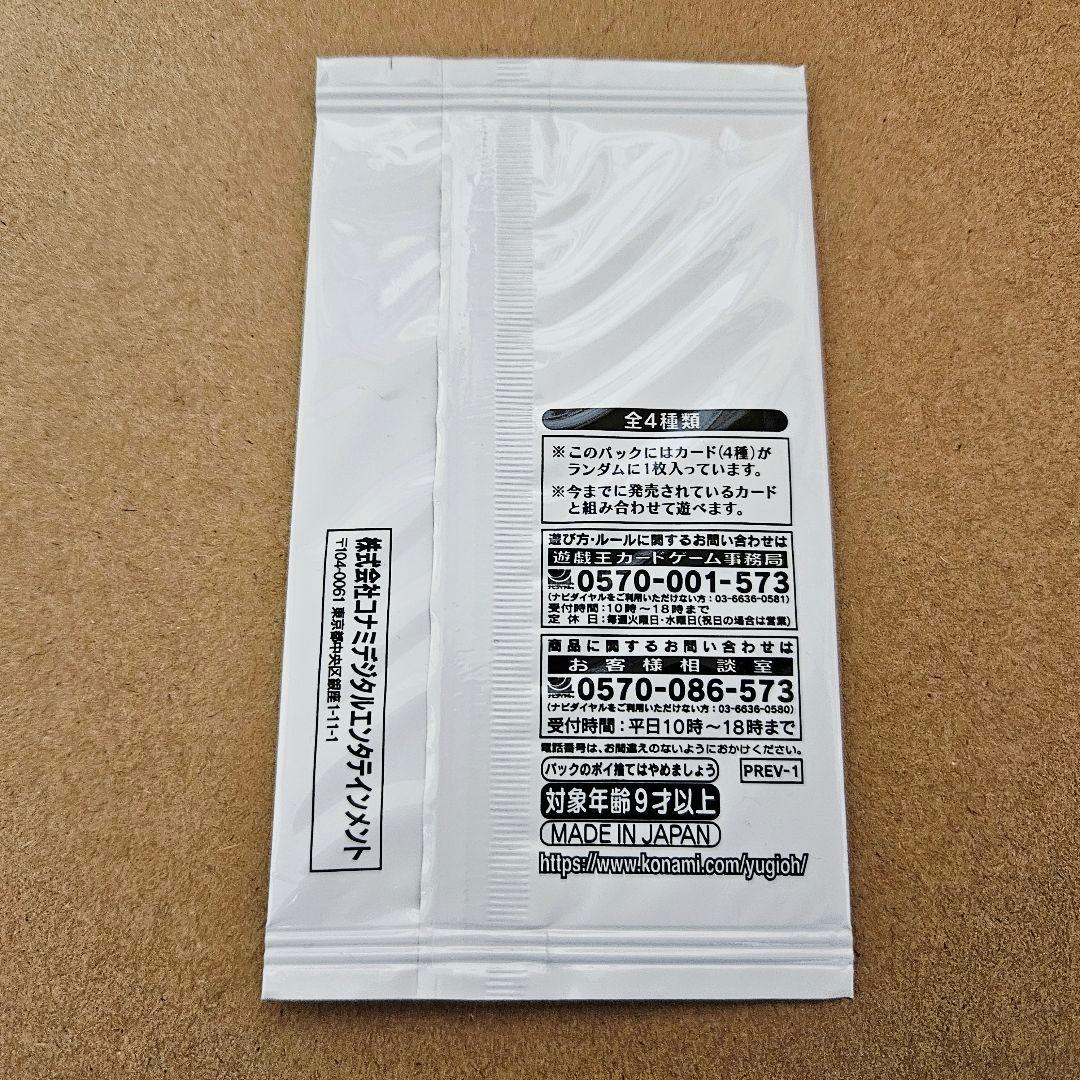 全4種類
※このパックにはカード(4種)が
ランダムに1枚入っています。
※今までに発売されているカード
と組み合わせて遊べます。
遊び方・ルールに関するお問い合わせは
遊戯王カードゲーム事務局
0570-001-573
(ナビダイヤルをご利用いただけない方：03-6636-0581)
受付時間：10時～18時まで
定休日：毎週火曜日・水曜日(祝日の場合は営業)
商品に関するお問い合わせは
お客様相談室
0570-086-573
(ナビダイヤルをご利用いただけない方：03-6636-0580)
受付時間：平日10時～18時まで
電話番号は、お間違えのないようにおかけください。
パックのポイ捨てはやめましょう
PREV-1
対象年齢9才以上
MADE IN JAPAN
https://www.konami.com/yugioh/
株式会社コナミデジタルエンタテインメント
〒104-0061 東京都中央区銀座1-11-1